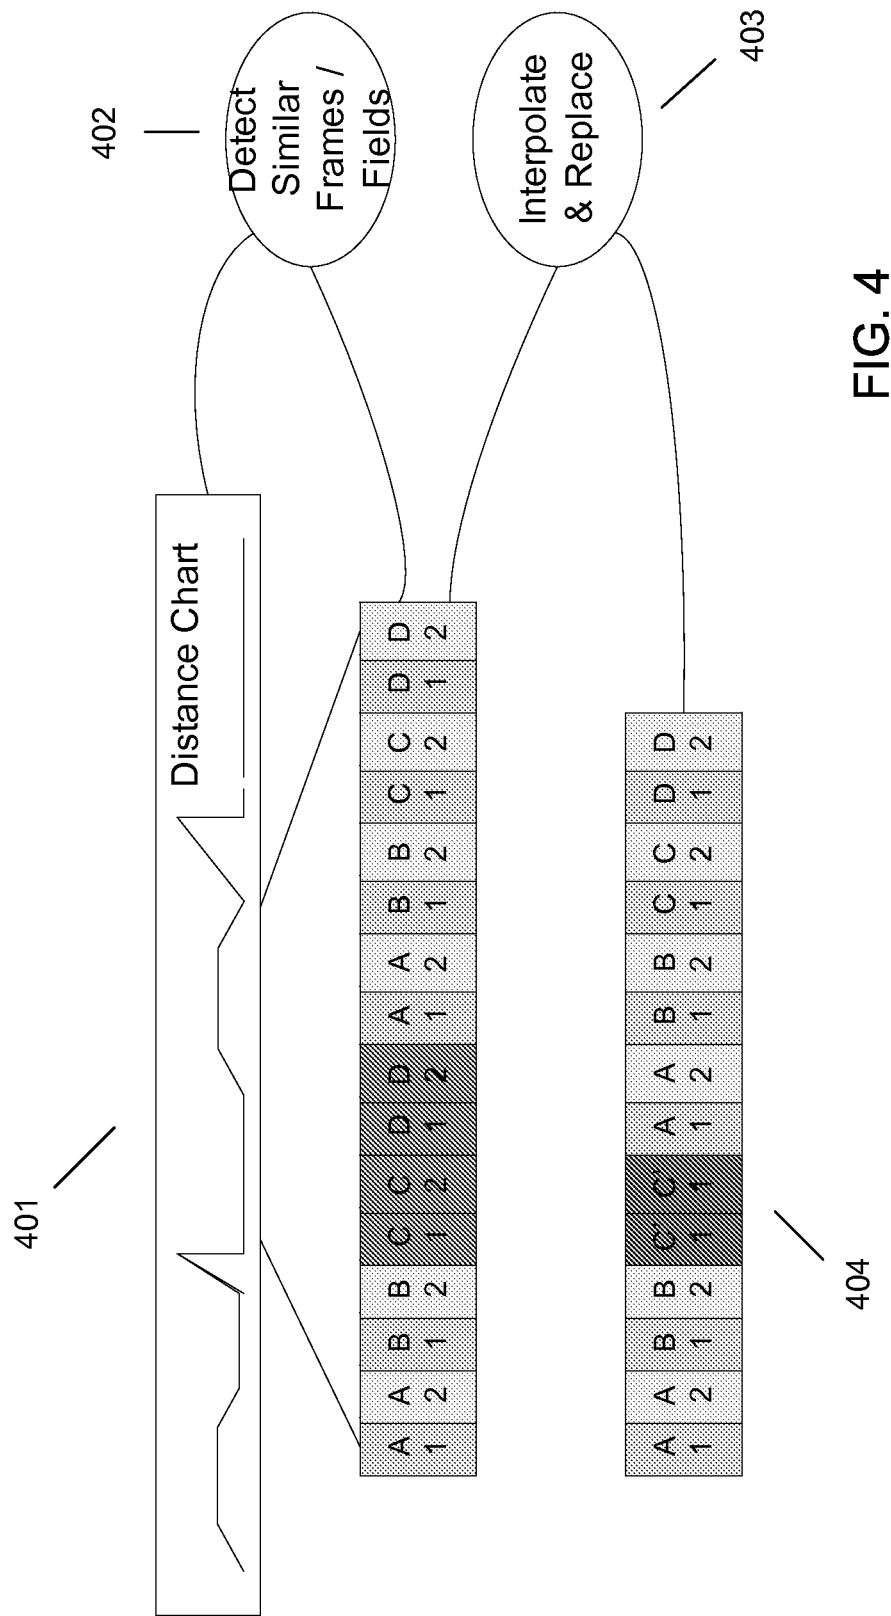 401
402
Distance Chart
Detect
Similar
Frames /
Fields
A A B B C C D D A A B B C C D D
1 2 1 2 1 2 1 2 1 2 1 2 1 2 1 2
Interpolate
& Replace
403
A A B B C' C' A A B B C C D D
1 2 1 2 1 1 1 2 1 2 1 2 1 2
404
FIG. 4